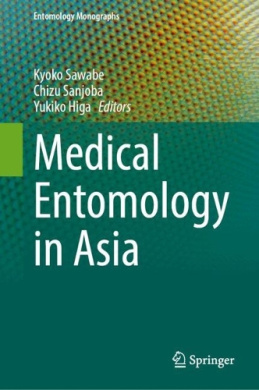 Entomology Monographs
Kyoko Sawabe
Chizu Sanjoba
Yukiko Higa Editors
Medical
Entomology
in Asia
Springer